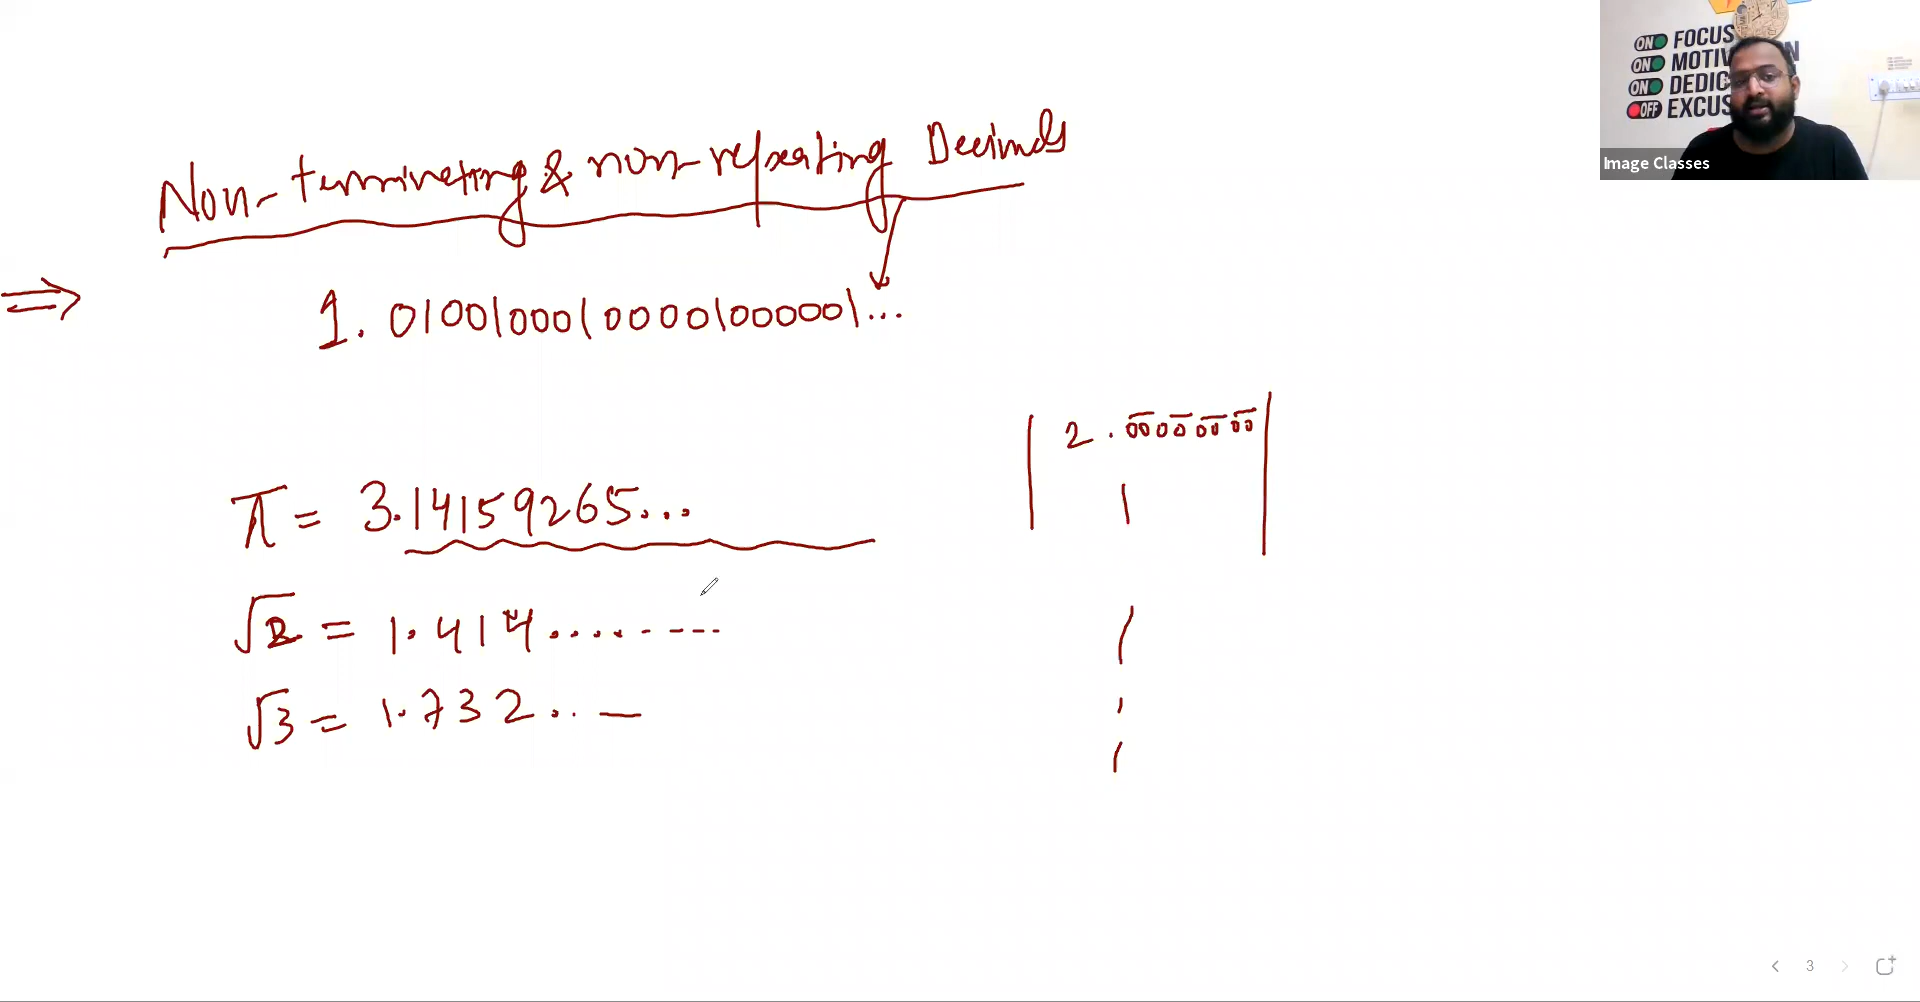 Non-terminating & non-repeating Decimals
⇒ 1.01001000100001000001...
π = 3.14159265...
√2 = 1.414.........---
√3 = 1.732..—
2.00000000
ON FOCUS
ON MOTIV N
ON DEDIC
OFF EXCUS
Image Classes
3